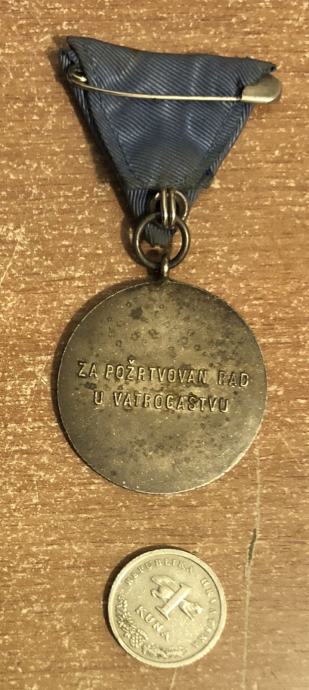 ZA POŽRTVOVAN RAD
U VATROGASTVU
REPUBLIKA HRVATSKA
1
KUNA